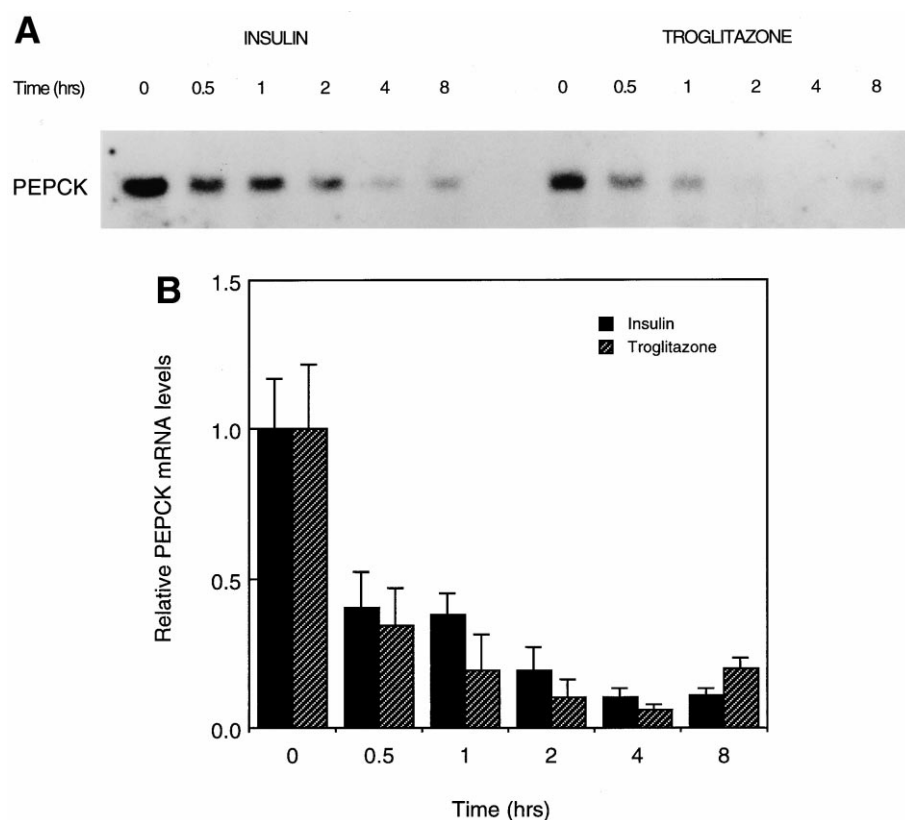 A
INSULIN TROGLITAZONE
Time (hrs) 0 0.5 1 2 4 8 0 0.5 1 2 4 8
PEPCK
B
1.5
Insulin
Troglitazone
1.0
Relative PEPCK mRNA levels
0.5
0.0
0 0.5 1 2 4 8
Time (hrs)